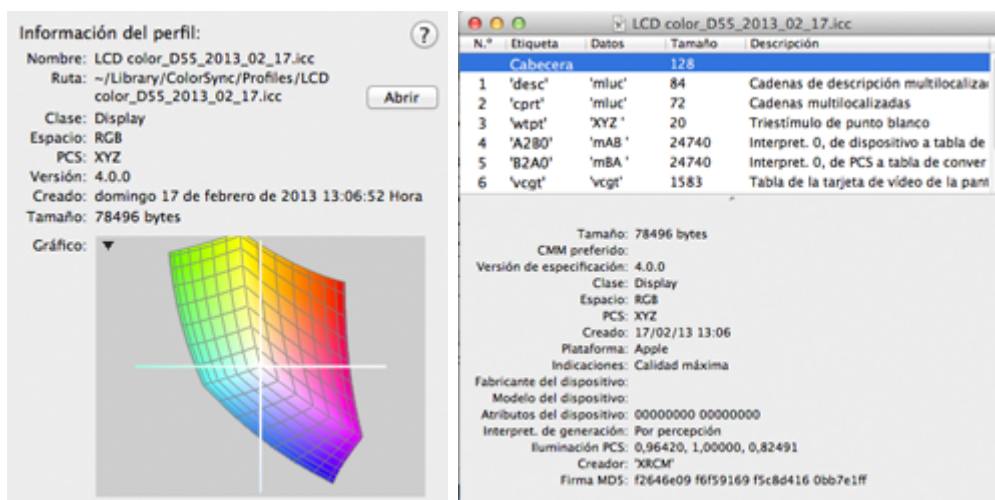 Información del perfil:
?
Nombre: LCD color_D55_2013_02_17.icc
Ruta: ~/Library/ColorSync/Profiles/LCD
color_D55_2013_02_17.icc
Abrir
Clase: Display
Espacio: RGB
PCS: XYZ
Versión: 4.0.0
Creado: domingo 17 de febrero de 2013 13:06:52 Hora
Tamaño: 78496 bytes
Gráfico:
LCD color_D55_2013_02_17.icc
N.º Etiqueta Datos Tamaño Descripción
Cabecera 128
1 'desc' 'mluc' 84 Cadenas de descripción multilocaliza
2 'cprt' 'mluc' 72 Cadenas multilocalizadas
3 'wtpt' 'XYZ ' 20 Triestímulo de punto blanco
4 'A2B0' 'mAB ' 24740 Interpret. 0, de dispositivo a tabla de
5 'B2A0' 'mBA ' 24740 Interpret. 0, de PCS a tabla de conver
6 'vcgt' 'vcgt' 1583 Tabla de la tarjeta de vídeo de la pant
Tamaño: 78496 bytes
CMM preferido:
Versión de especificación: 4.0.0
Clase: Display
Espacio: RGB
PCS: XYZ
Creado: 17/02/13 13:06
Plataforma: Apple
Indicaciones: Calidad máxima
Fabricante del dispositivo:
Modelo del dispositivo:
Atributos del dispositivo: 00000000 00000000
Interpret. de generación: Por percepción
Iluminación PCS: 0,96420, 1,00000, 0,82491
Creador: 'XRCM'
Firma MD5: f2646e09 f6f59169 f5c8d416 0bb7e1ff